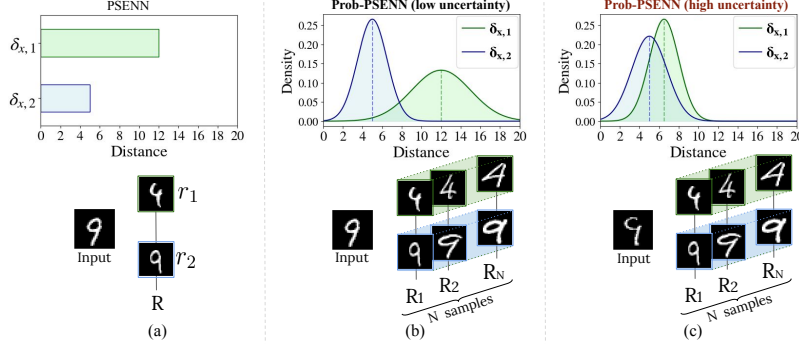 PSENN
δx,1
δx,2
0 2 4 6 8 10 12 14 16 18 20
Distance
r1
r2
Input
R
(a)
Prob-PSENN (low uncertainty)
Density
0.25
0.20
0.15
0.10
0.05
0.00
δx,1
δx,2
0 2 4 6 8 10 12 14 16 18 20
Distance
Input
R1 R2 RN
N samples
(b)
Prob-PSENN (high uncertainty)
Density
0.25
0.20
0.15
0.10
0.05
0.00
δx,1
δx,2
0 2 4 6 8 10 12 14 16 18 20
Distance
Input
R1 R2 RN
N samples
(c)